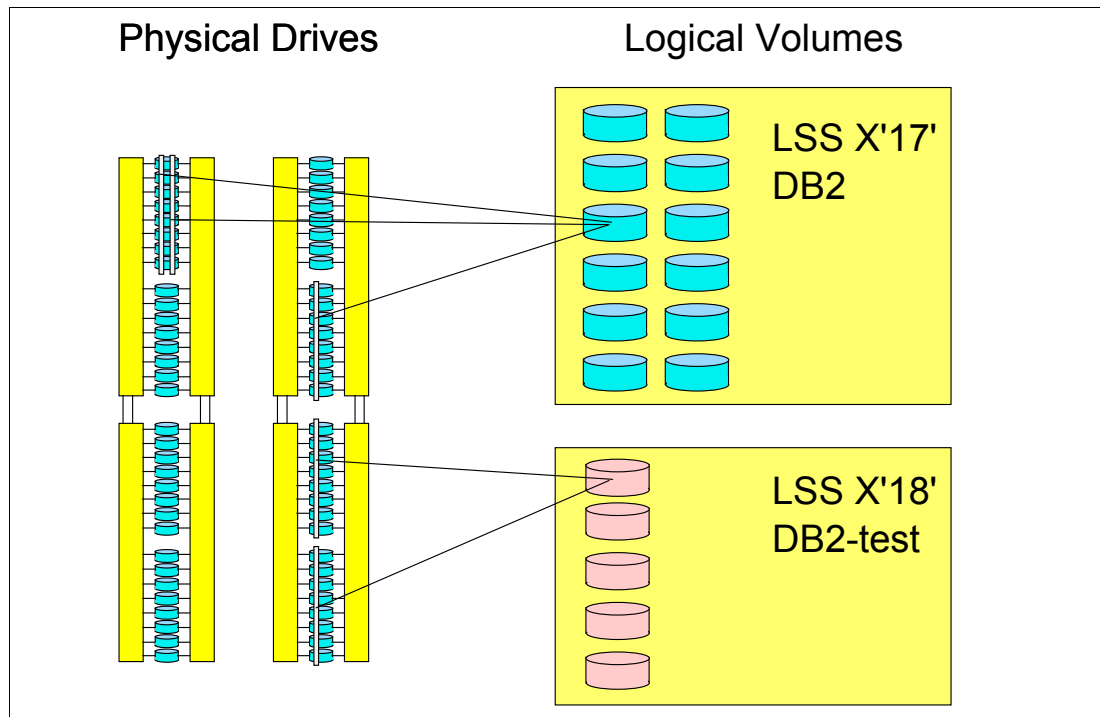 Physical Drives
Logical Volumes
LSS X'17'
DB2
LSS X'18'
DB2-test